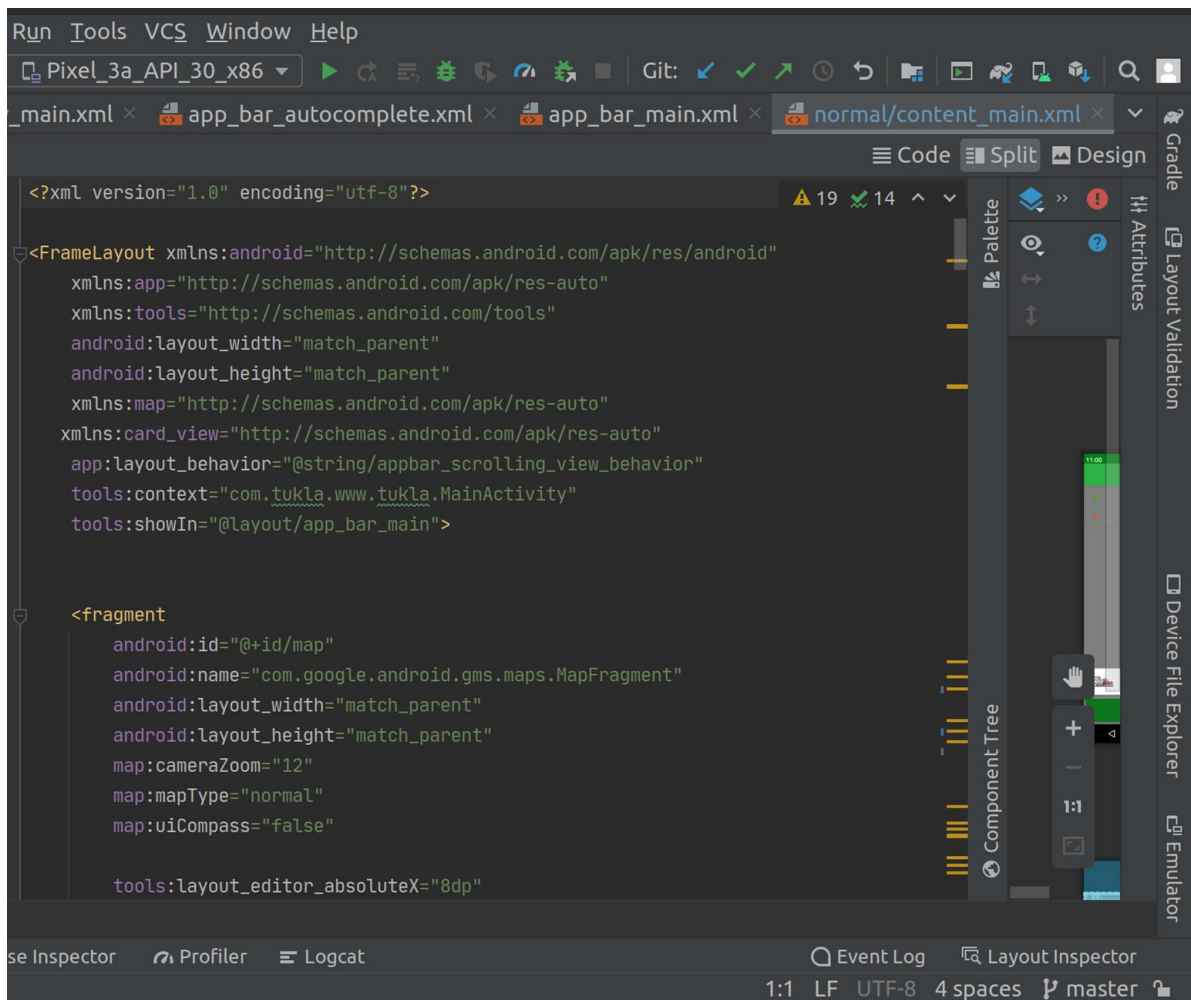 Run Tools VCS Window Help
Pixel_3a_API_30_x86 Git:
_main.xml app_bar_autocomplete.xml app_bar_main.xml normal/content_main.xml
Code Split Design
<?xml version="1.0" encoding="utf-8"?>
19 14
<FrameLayout xmlns:android="http://schemas.android.com/apk/res/android"
xmlns:app="http://schemas.android.com/apk/res-auto"
xmlns:tools="http://schemas.android.com/tools"
android:layout_width="match_parent"
android:layout_height="match_parent"
xmlns:map="http://schemas.android.com/apk/res-auto"
xmlns:card_view="http://schemas.android.com/apk/res-auto"
app:layout_behavior="@string/appbar_scrolling_view_behavior"
tools:context="com.tukla.www.tukla.MainActivity"
tools:showIn="@layout/app_bar_main">
<fragment
android:id="@+id/map"
android:name="com.google.android.gms.maps.MapFragment"
android:layout_width="match_parent"
android:layout_height="match_parent"
map:cameraZoom="12"
map:mapType="normal"
map:uiCompass="false"
tools:layout_editor_absoluteX="8dp"
Palette
Component Tree
11:00
1:1
Attributes
Gradle
Layout Validation
Device File Explorer
Emulator
se Inspector Profiler Logcat Event Log Layout Inspector
1:1 LF UTF-8 4 spaces master